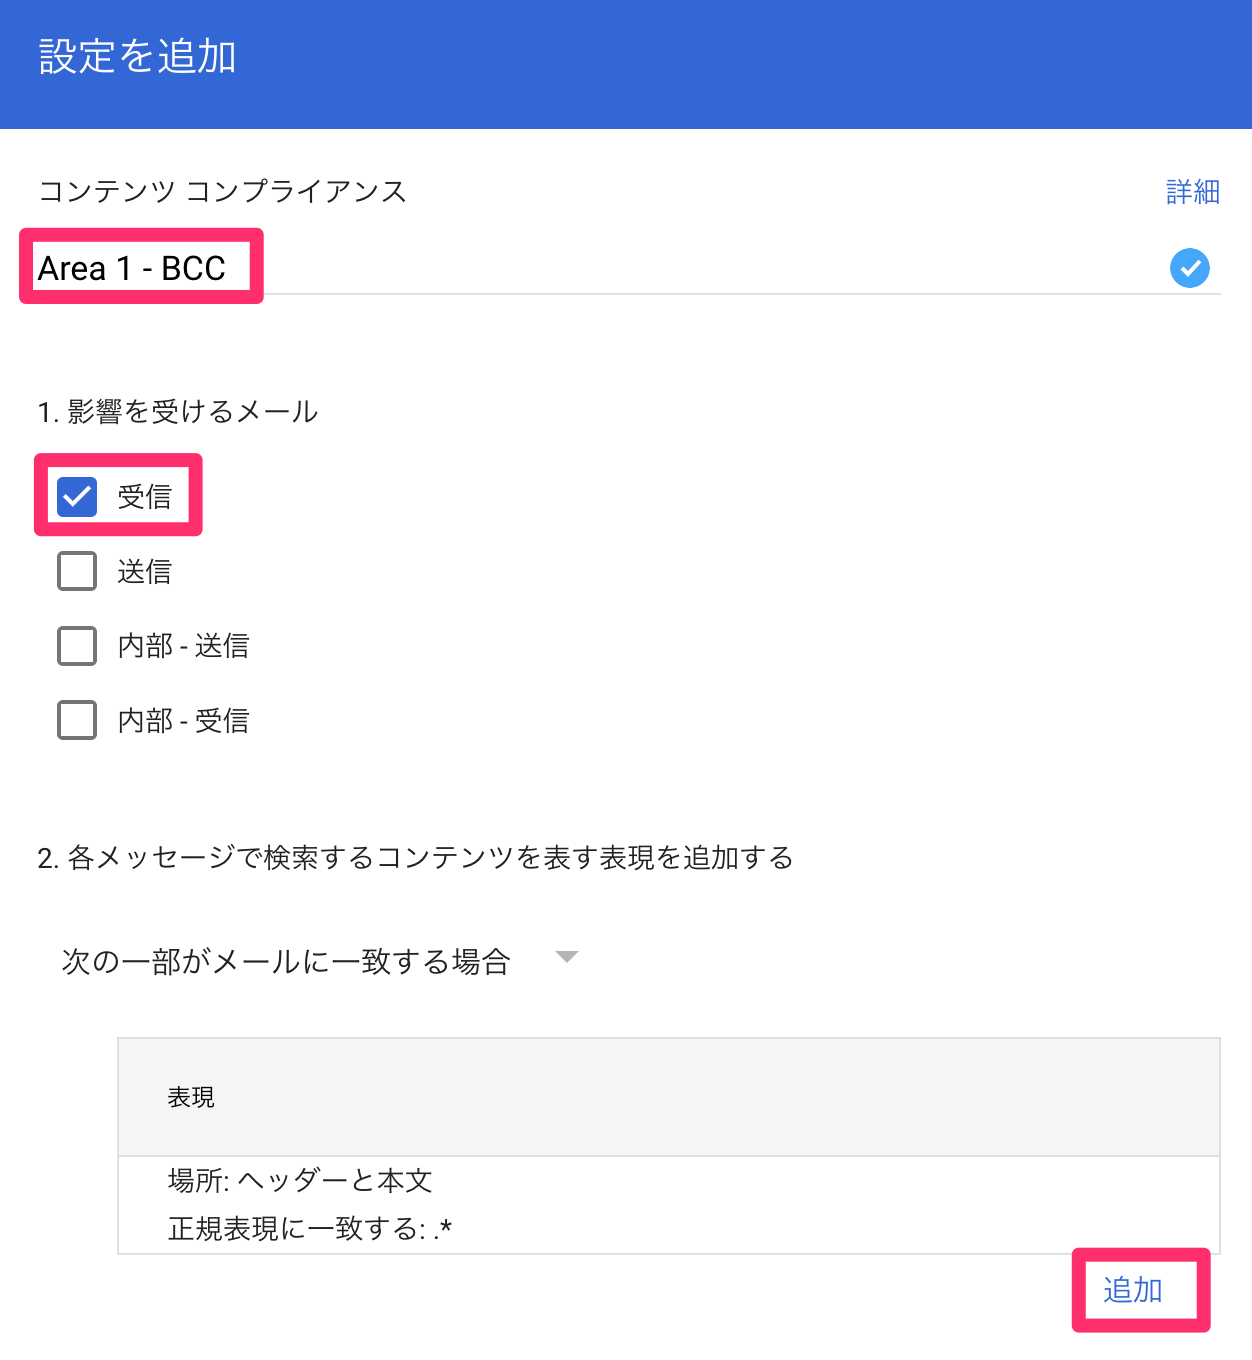 設定を追加
コンテンツ コンプライアンス
詳細
Area 1 - BCC
1. 影響を受けるメール
受信
送信
内部 - 送信
内部 - 受信
2. 各メッセージで検索するコンテンツを表す表現を追加する
次の一部がメールに一致する場合
表現
場所: ヘッダーと本文
正規表現に一致する: .*
追加